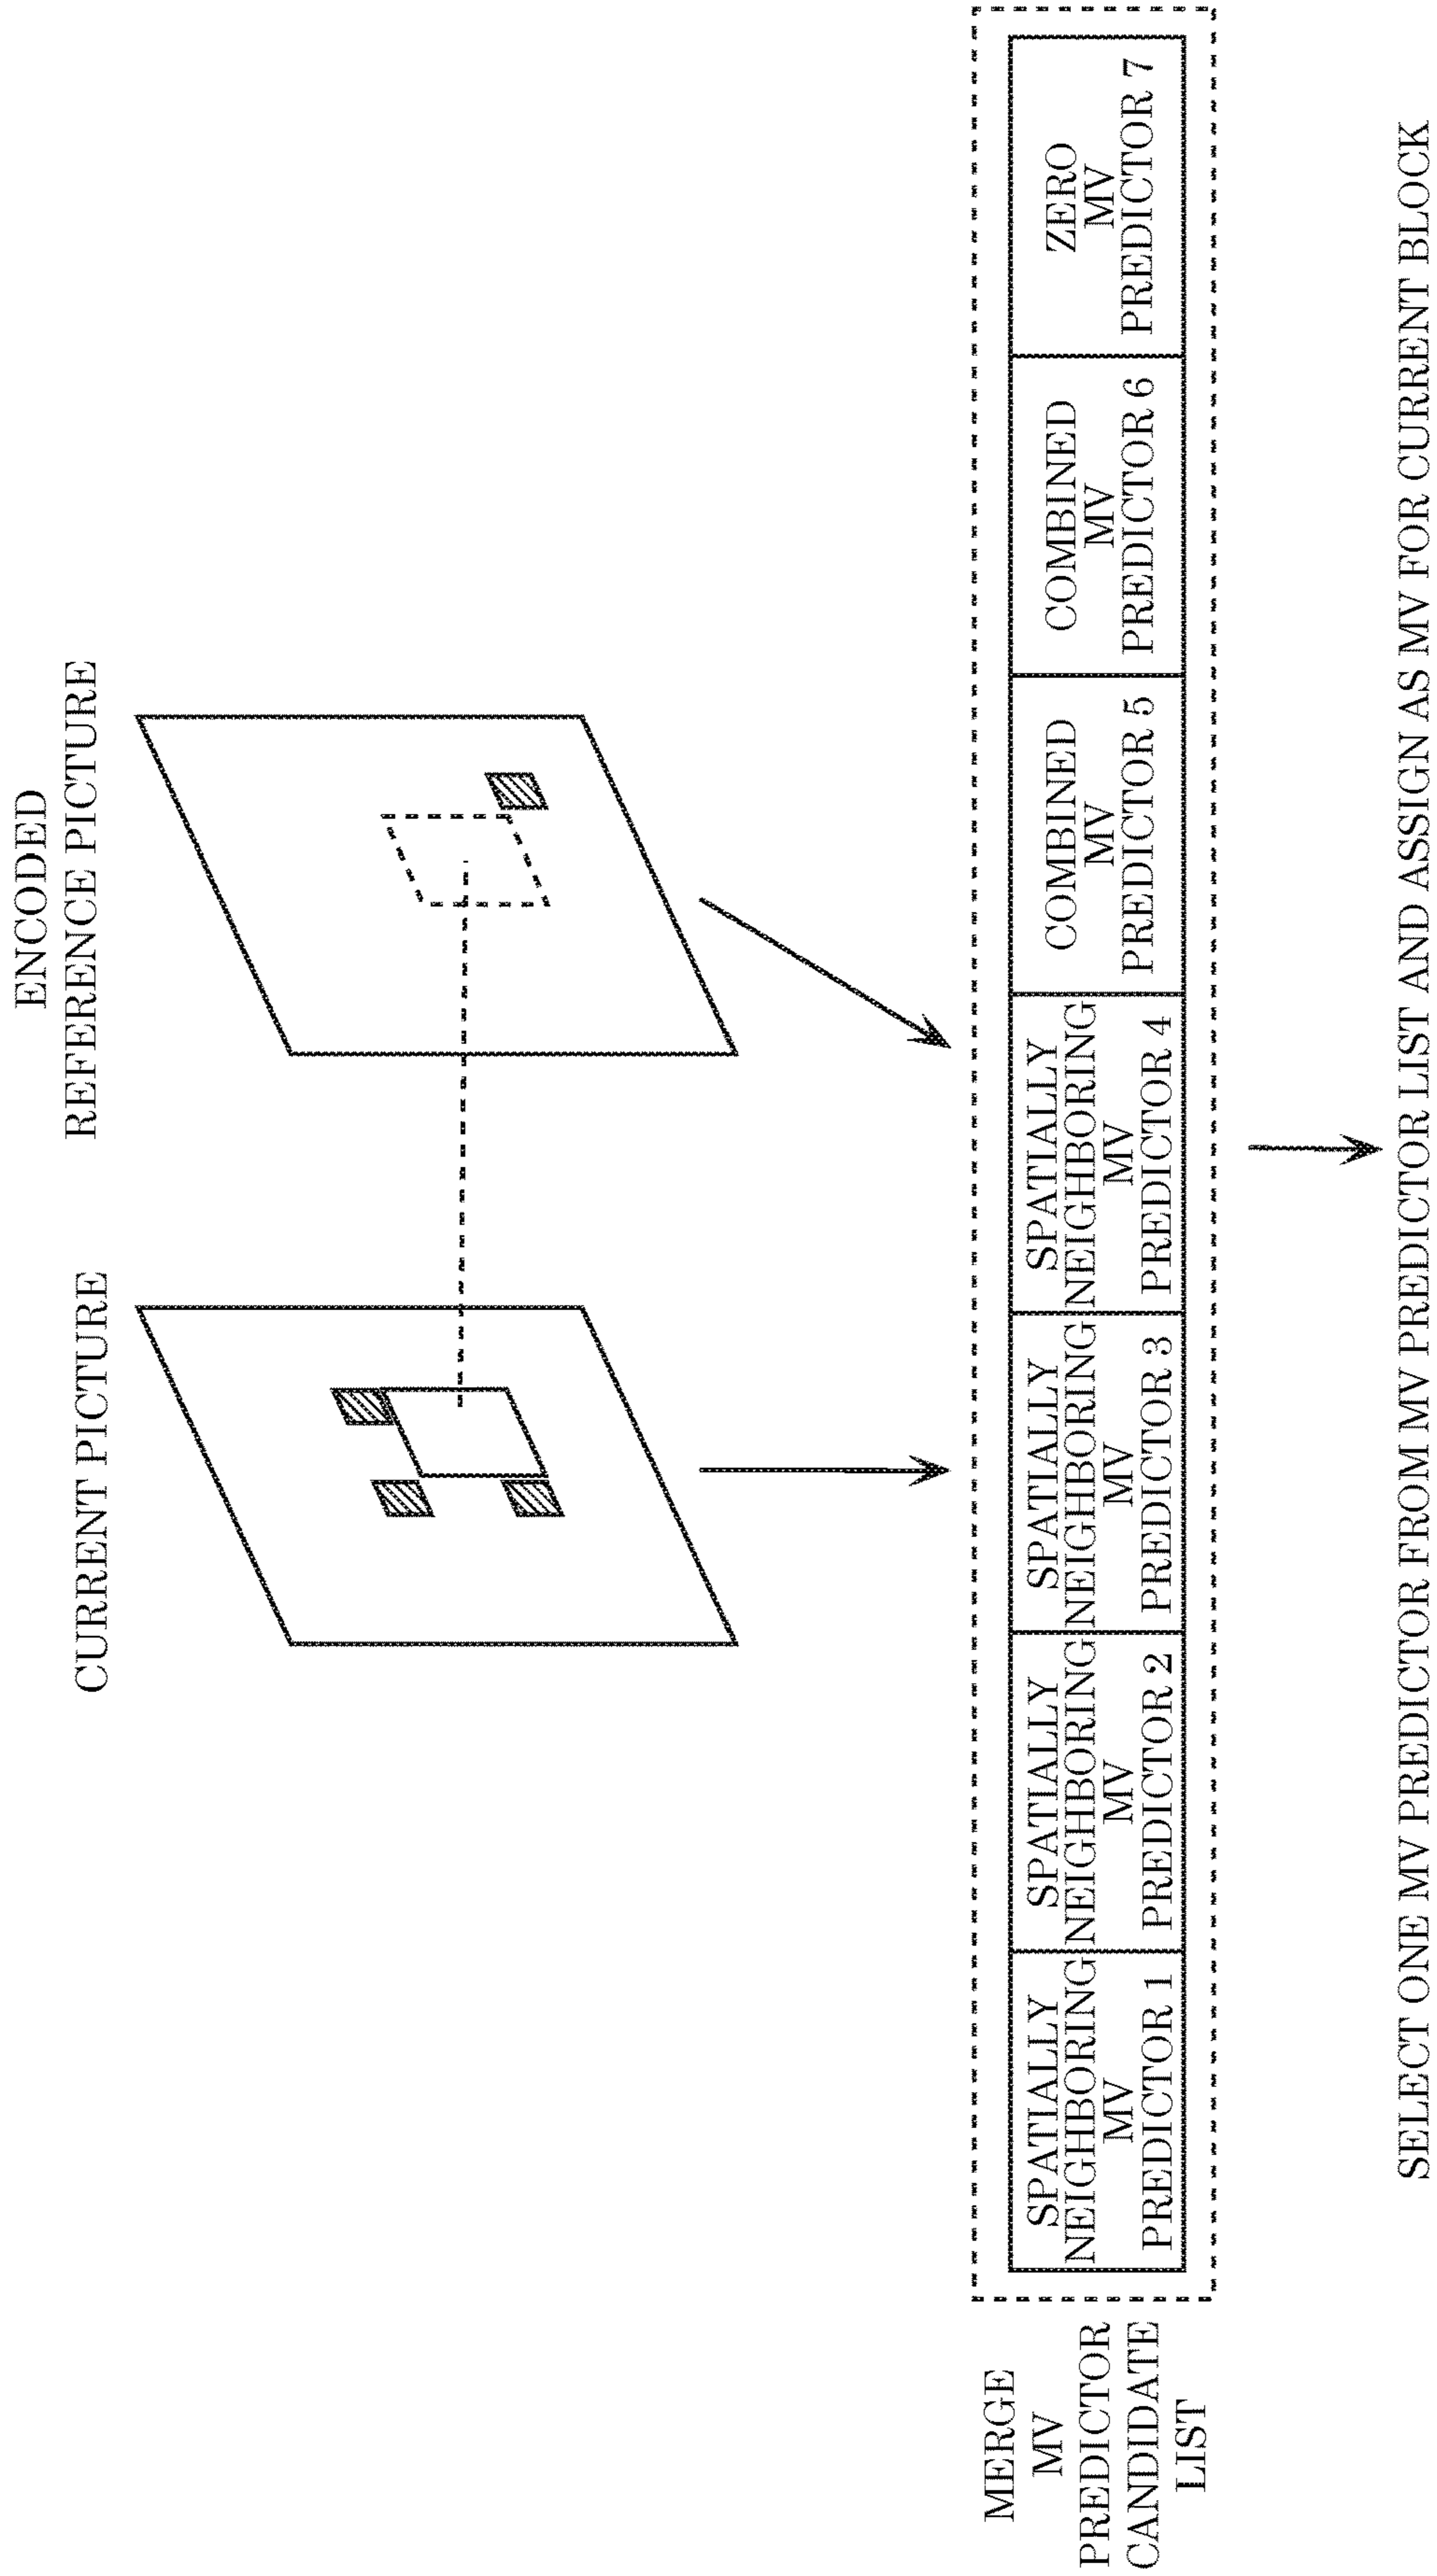 CURRENT PICTURE
ENCODED
REFERENCE PICTURE
MERGE
MV
PREDICTOR
CANDIDATE
LIST
SPATIALLY
NEIGHBORING
MV
PREDICTOR 1
SPATIALLY
NEIGHBORING
MV
PREDICTOR 2
SPATIALLY
NEIGHBORING
MV
PREDICTOR 3
SPATIALLY
NEIGHBORING
MV
PREDICTOR 4
COMBINED
MV
PREDICTOR 5
COMBINED
MV
PREDICTOR 6
ZERO
MV
PREDICTOR 7
SELECT ONE MV PREDICTOR FROM MV PREDICTOR LIST AND ASSIGN AS MV FOR CURRENT BLOCK